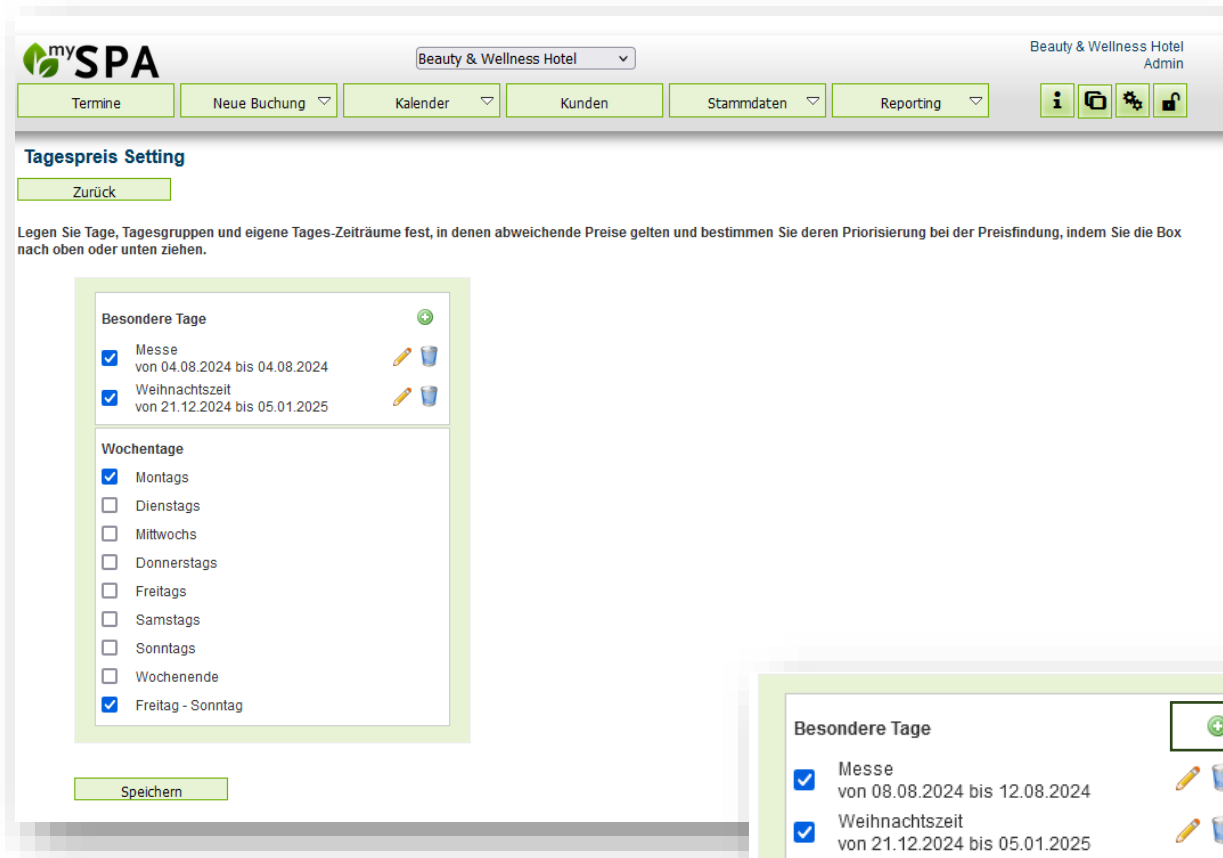 mySPA
Beauty & Wellness Hotel
Beauty & Wellness Hotel
Admin
Termine
Neue Buchung
Kalender
Kunden
Stammdaten
Reporting
i
Tagespreis Setting
Zurück
Legen Sie Tage, Tagesgruppen und eigene Tages-Zeiträume fest, in denen abweichende Preise gelten und bestimmen Sie deren Priorisierung bei der Preisfindung, indem Sie die Box
nach oben oder unten ziehen.
Besondere Tage
Messe
von 04.08.2024 bis 04.08.2024
Weihnachtszeit
von 21.12.2024 bis 05.01.2025
Wochentage
Montags
Dienstags
Mittwochs
Donnerstags
Freitags
Samstags
Sonntags
Wochenende
Freitag - Sonntag
Speichern
Besondere Tage
Messe
von 08.08.2024 bis 12.08.2024
Weihnachtszeit
von 21.12.2024 bis 05.01.2025